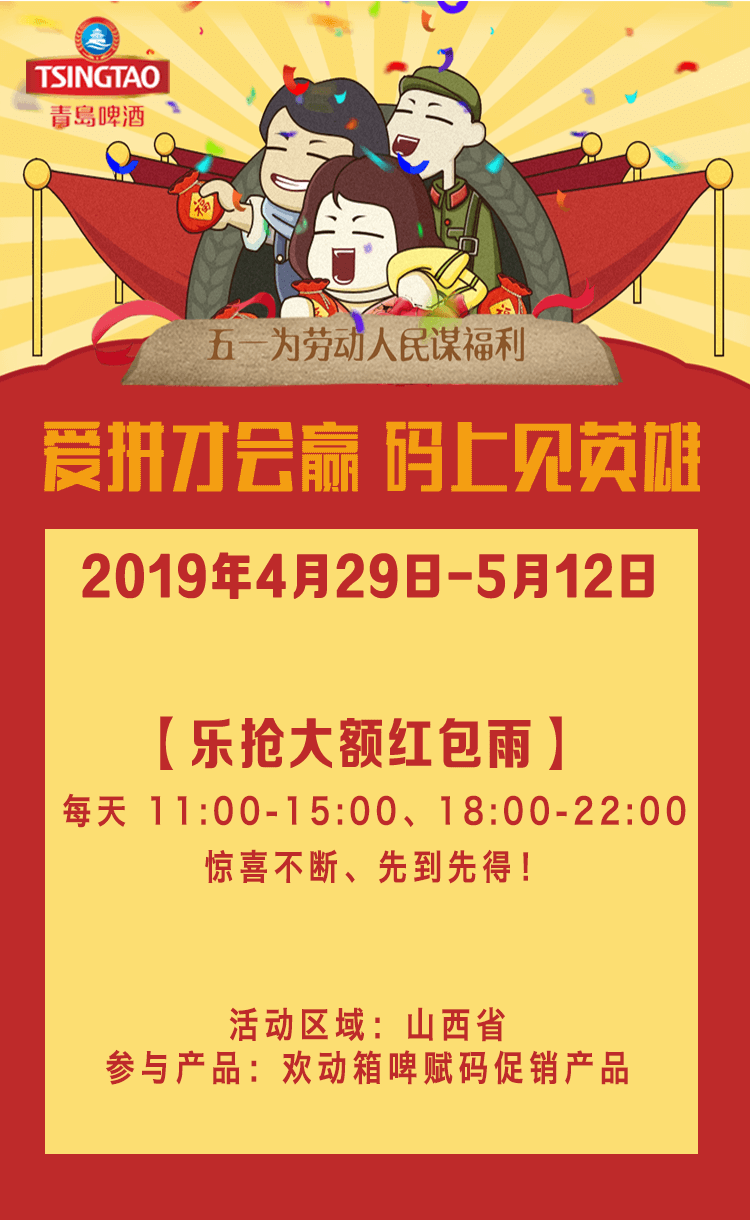 TSINGTAO
青島啤酒
福
五一为劳动人民谋福利
爱拼才会赢 码上见英雄
2019年4月29日-5月12日
【乐抢大额红包雨】
每天 11:00-15:00、18:00-22:00
惊喜不断、先到先得！
活动区域：山西省
参与产品：欢动箱啤赋码促销产品